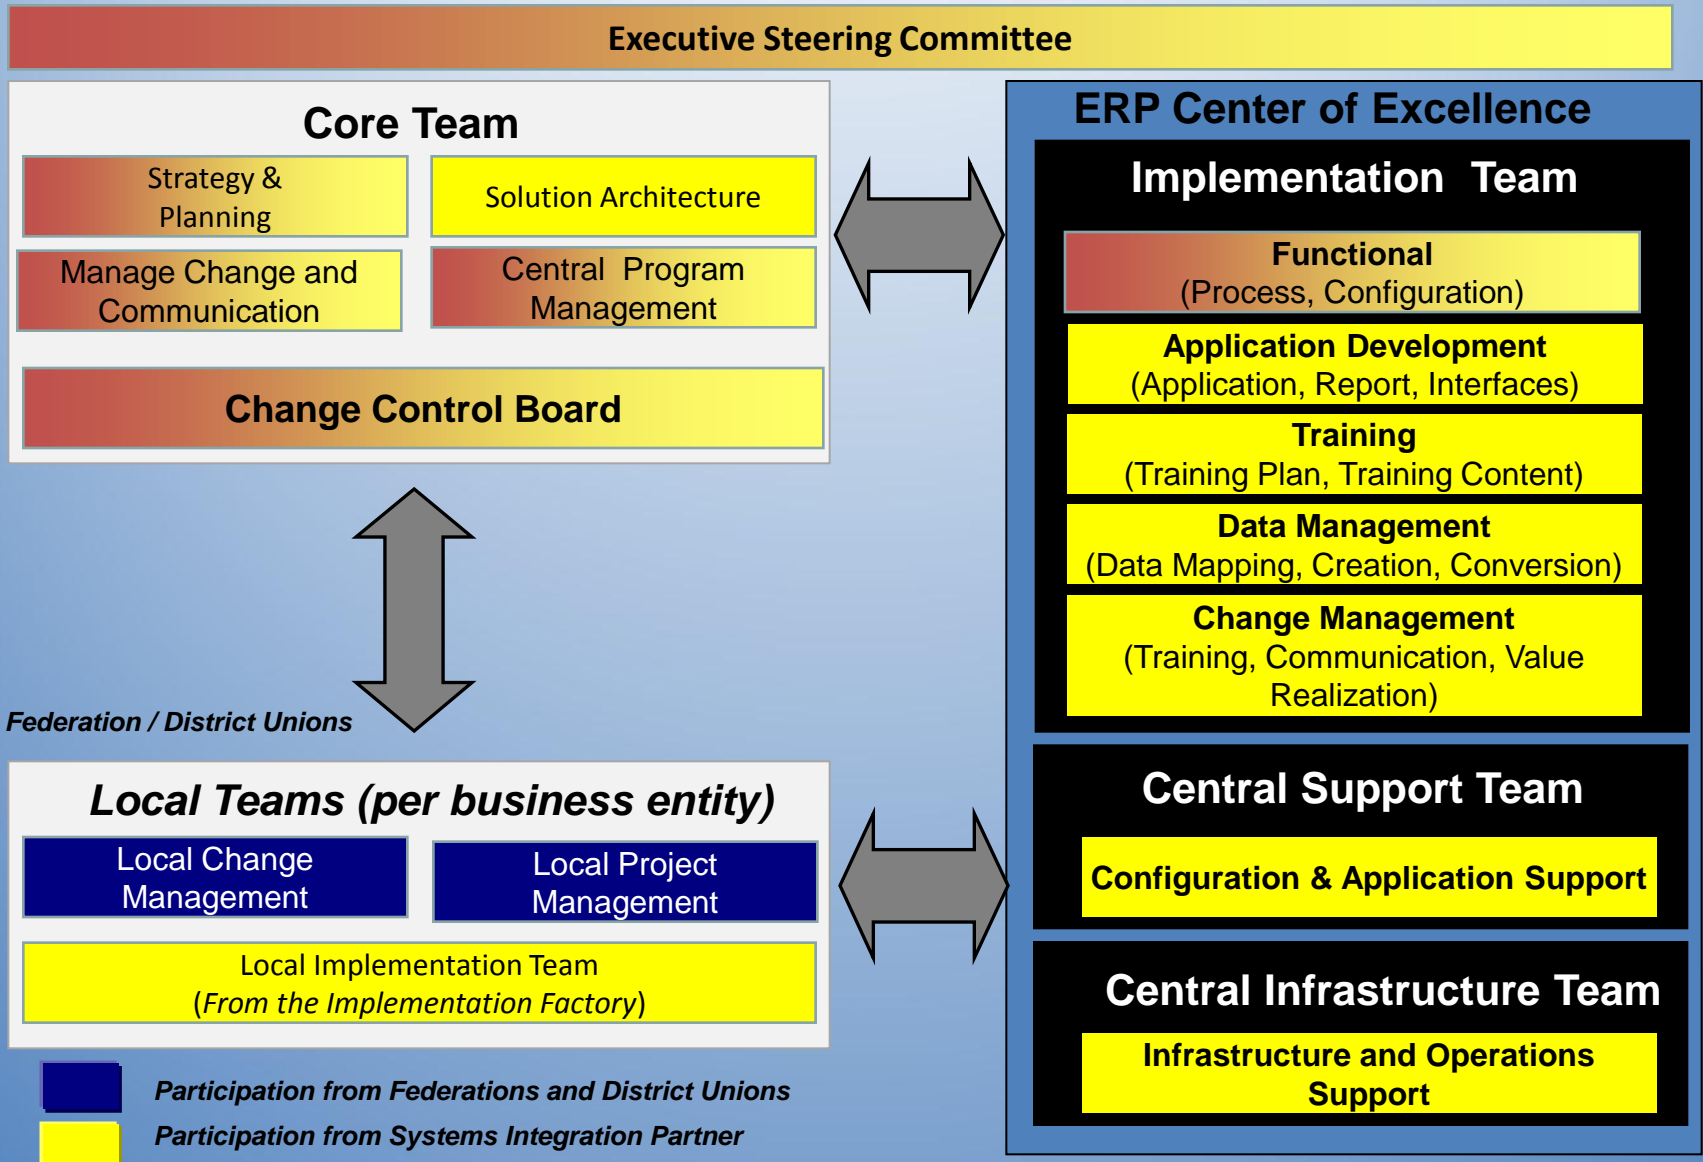 Executive Steering Committee
Core Team
Strategy &
Planning
Solution Architecture
Manage Change and
Communication
Central Program
Management
Change Control Board
Federation / District Unions
Local Teams (per business entity)
Local Change
Management
Local Project
Management
Local Implementation Team
(From the Implementation Factory)
Participation from Federations and District Unions
Participation from Systems Integration Partner
ERP Center of Excellence
Implementation Team
Functional
(Process, Configuration)
Application Development
(Application, Report, Interfaces)
Training
(Training Plan, Training Content)
Data Management
(Data Mapping, Creation, Conversion)
Change Management
(Training, Communication, Value
Realization)
Central Support Team
Configuration & Application Support
Central Infrastructure Team
Infrastructure and Operations
Support